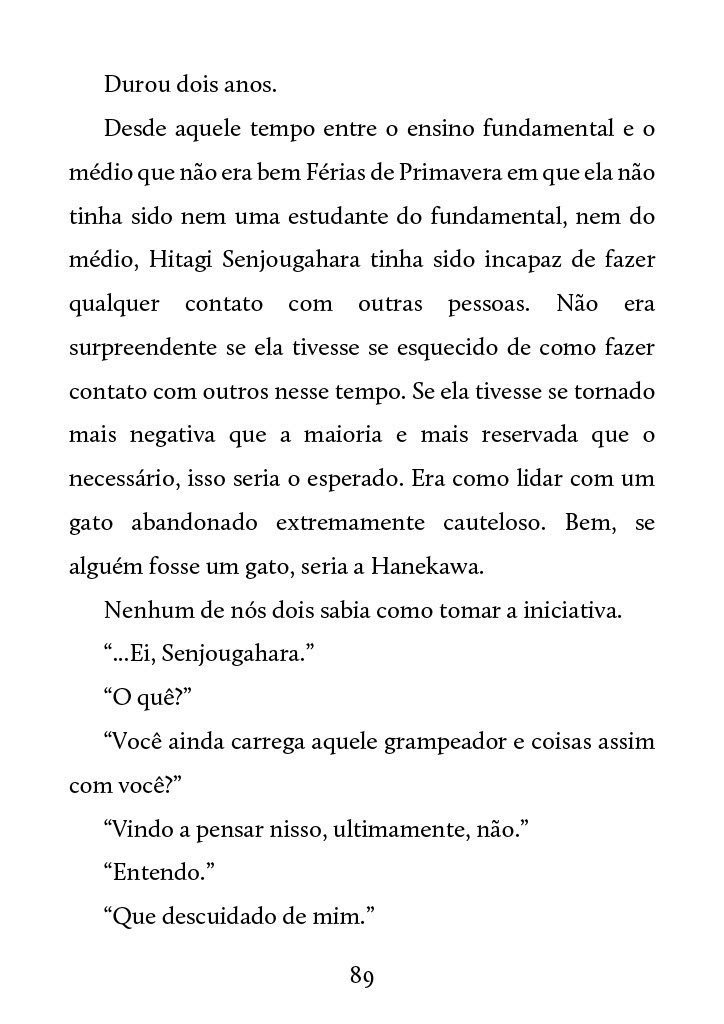 Durou dois anos.
Desde aquele tempo entre o ensino fundamental e o
médio que não era bem Férias de Primavera em que ela não
tinha sido nem uma estudante do fundamental, nem do
médio, Hitagi Senjougahara tinha sido incapaz de fazer
qualquer contato com outras pessoas. Não era
surpreendente se ela tivesse se esquecido de como fazer
contato com outros nesse tempo. Se ela tivesse se tornado
mais negativa que a maioria e mais reservada que o
necessário, isso seria o esperado. Era como lidar com um
gato abandonado extremamente cauteloso. Bem, se
alguém fosse um gato, seria a Hanekawa.
Nenhum de nós dois sabia como tomar a iniciativa.
“...Ei, Senjougahara.”
“O quê?”
“Você ainda carrega aquele grampeador e coisas assim
com você?”
“Vindo a pensar nisso, ultimamente, não.”
“Entendo.”
“Que descuidado de mim.”
89